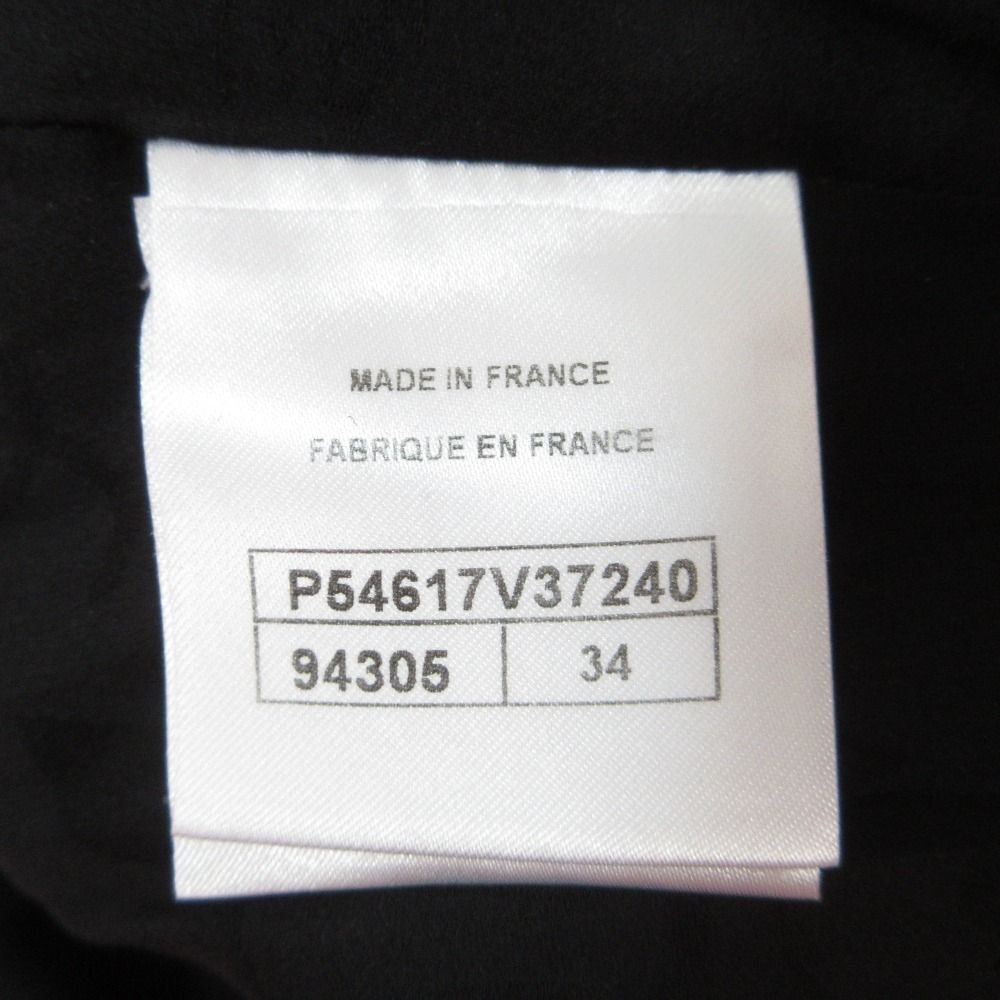 MADE IN FRANCE
FABRIQUE EN FRANCE
P54617V37240
94305 34